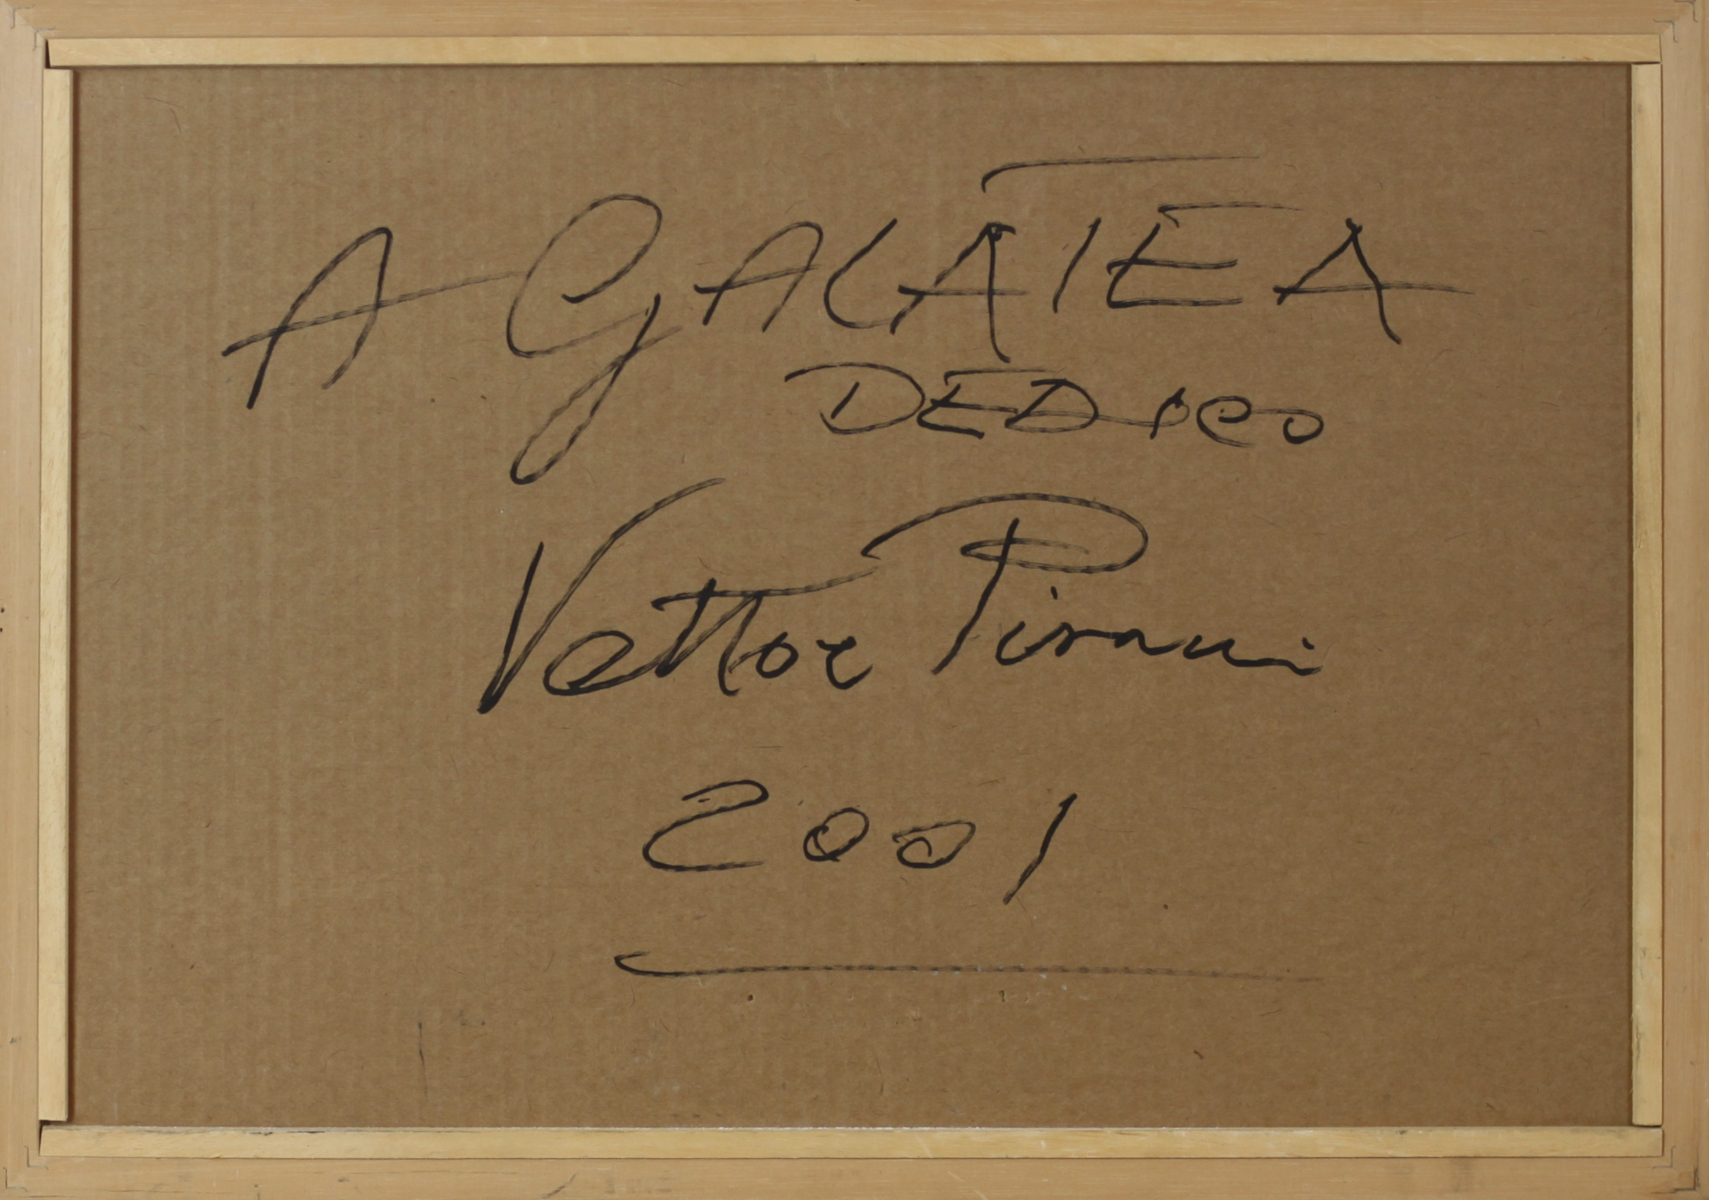 A GALATEA
DEDICO
Vettor Pisani
2001